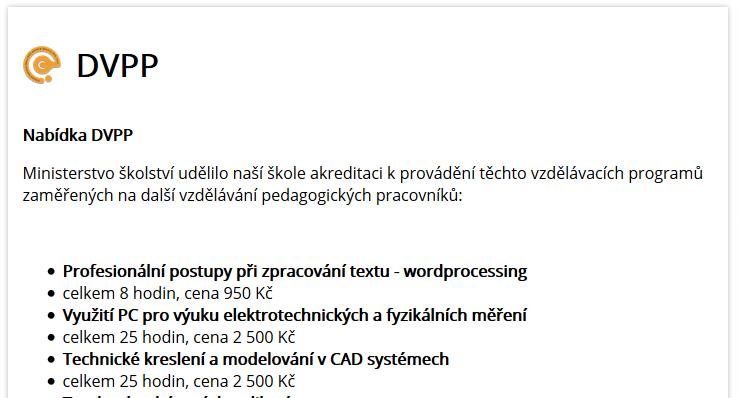 DVPP
Nabídka DVPP
Ministerstvo školství udělilo naší škole akreditaci k provádění těchto vzdělávacích programů
zaměřených na další vzdělávání pedagogických pracovníků:
Profesionální postupy při zpracování textu - wordprocessing
celkem 8 hodin, cena 950 Kč
Využití PC pro výuku elektrotechnických a fyzikálních měření
celkem 25 hodin, cena 2 500 Kč
Technické kreslení a modelování v CAD systémech
celkem 25 hodin, cena 2 500 Kč